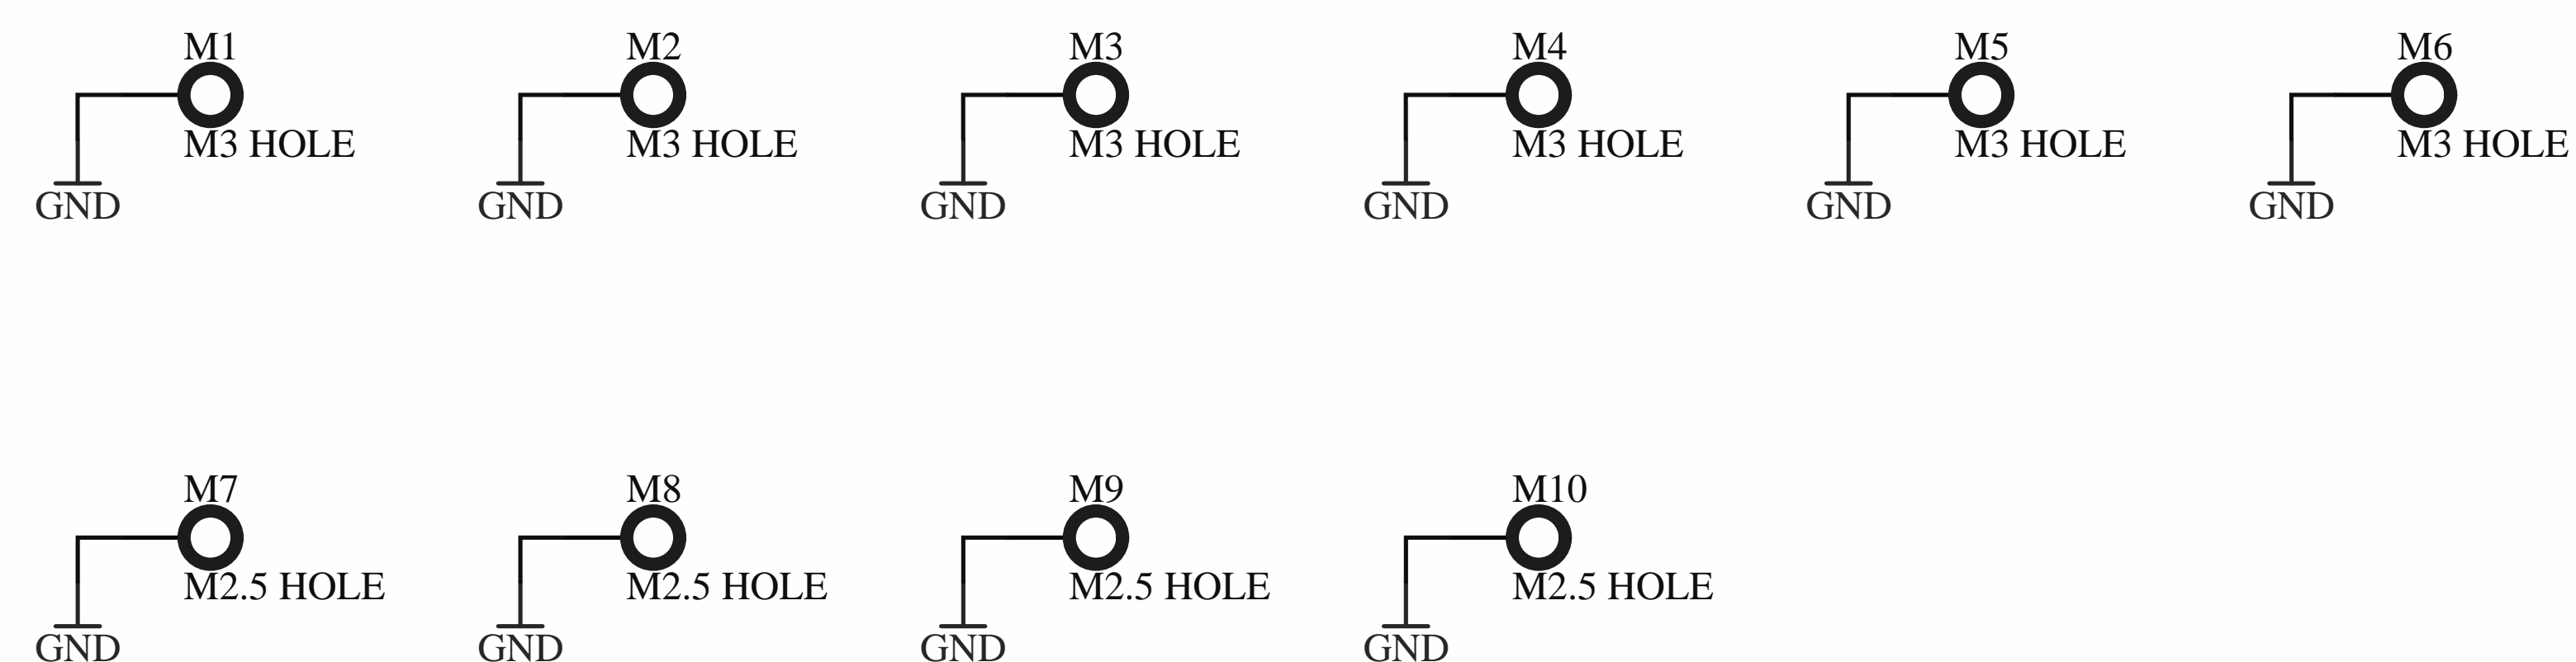 M1 M2 M3 M4 M5 M6
M3 HOLE M3 HOLE M3 HOLE M3 HOLE M3 HOLE M3 HOLE
GND GND GND GND GND GND
M7 M8 M9 M10
M2.5 HOLE M2.5 HOLE M2.5 HOLE M2.5 HOLE
GND GND GND GND